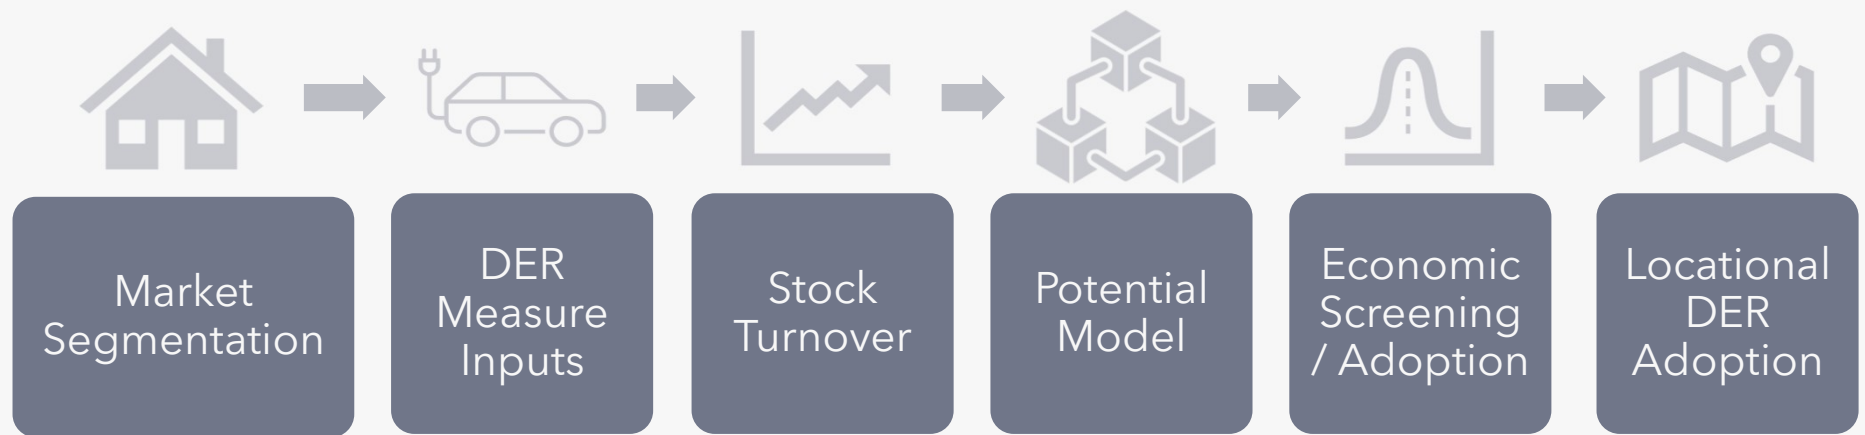 Market
Segmentation
DER
Measure
Inputs
Stock
Turnover
Potential
Model
Economic
Screening
/ Adoption
Locational
DER
Adoption